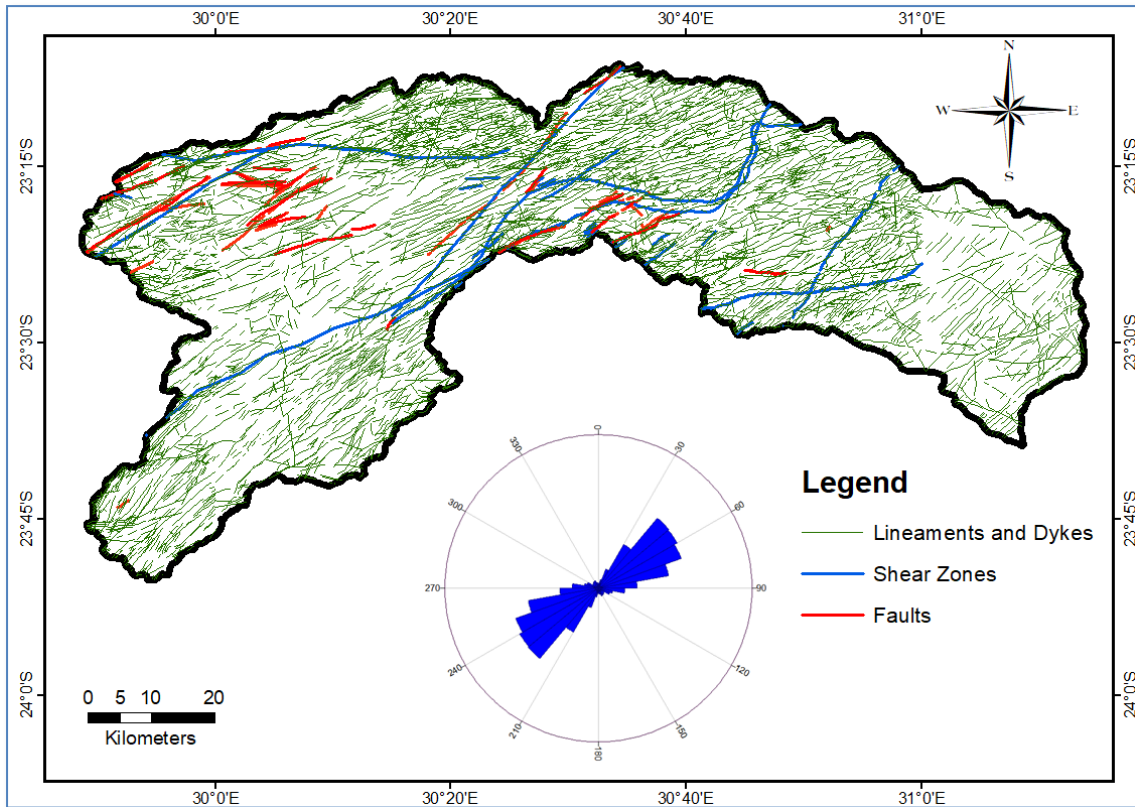 30°0'E 30°20'E 30°40'E 31°0'E
N
W E
S
23°15'S 23°15'S
23°30'S 23°30'S
0
330 30
300 60
Legend
23°45'S 23°45'S
Lineaments and Dykes
Shear Zones
270 90
Faults
240 120
24°0'S 24°0'S
0 5 10 20
Kilometers
210 150
180
30°0'E 30°20'E 30°40'E 31°0'E